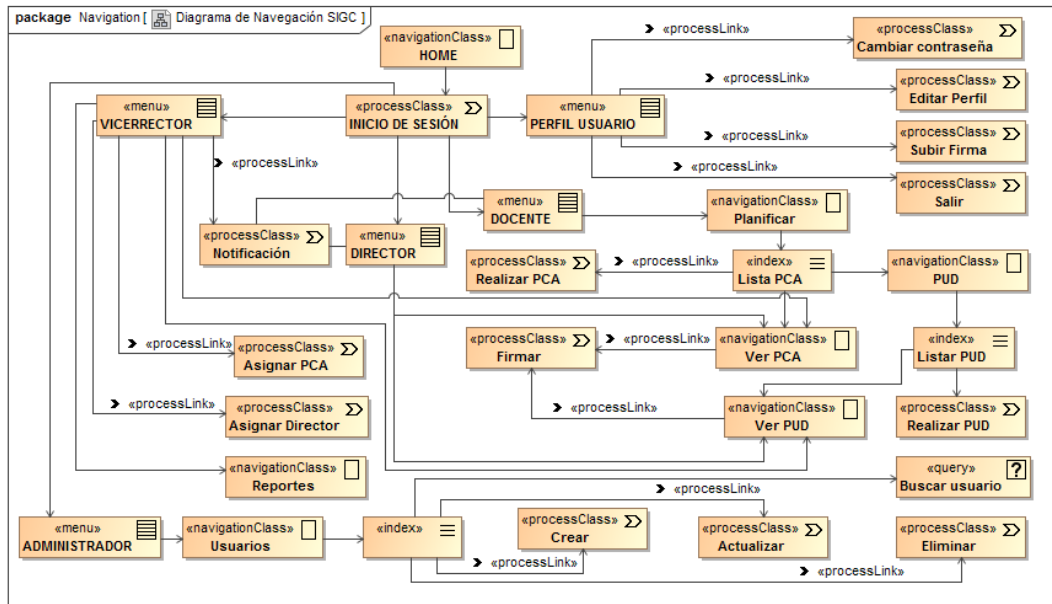 package Navigation [ Diagrama de Navegación SIGC ]
«navigationClass»
HOME
«processLink»
«processClass»
Cambiar contraseña
«menu»
VICERRECTOR
«processClass»
INICIO DE SESIÓN
«menu»
PERFIL USUARIO
«processLink»
«processClass»
Editar Perfil
«processLink»
«processClass»
Subir Firma
«processLink»
«processLink»
«processClass»
Salir
«menu»
DOCENTE
«navigationClass»
Planificar
«processClass»
Notificación
«menu»
DIRECTOR
«processClass»
Realizar PCA
«processLink»
«index»
Lista PCA
«navigationClass»
PUD
«processLink»
«processClass»
Asignar PCA
«processClass»
Firmar
«processLink»
«navigationClass»
Ver PCA
«index»
Listar PUD
«processLink»
«processClass»
Asignar Director
«processLink»
«navigationClass»
Ver PUD
«processClass»
Realizar PUD
«navigationClass»
Reportes
«query»
Buscar usuario
?
«processLink»
«menu»
ADMINISTRADOR
«navigationClass»
Usuarios
«index»
«processClass»
Crear
«processClass»
Actualizar
«processClass»
Eliminar
«processLink»
«processLink»